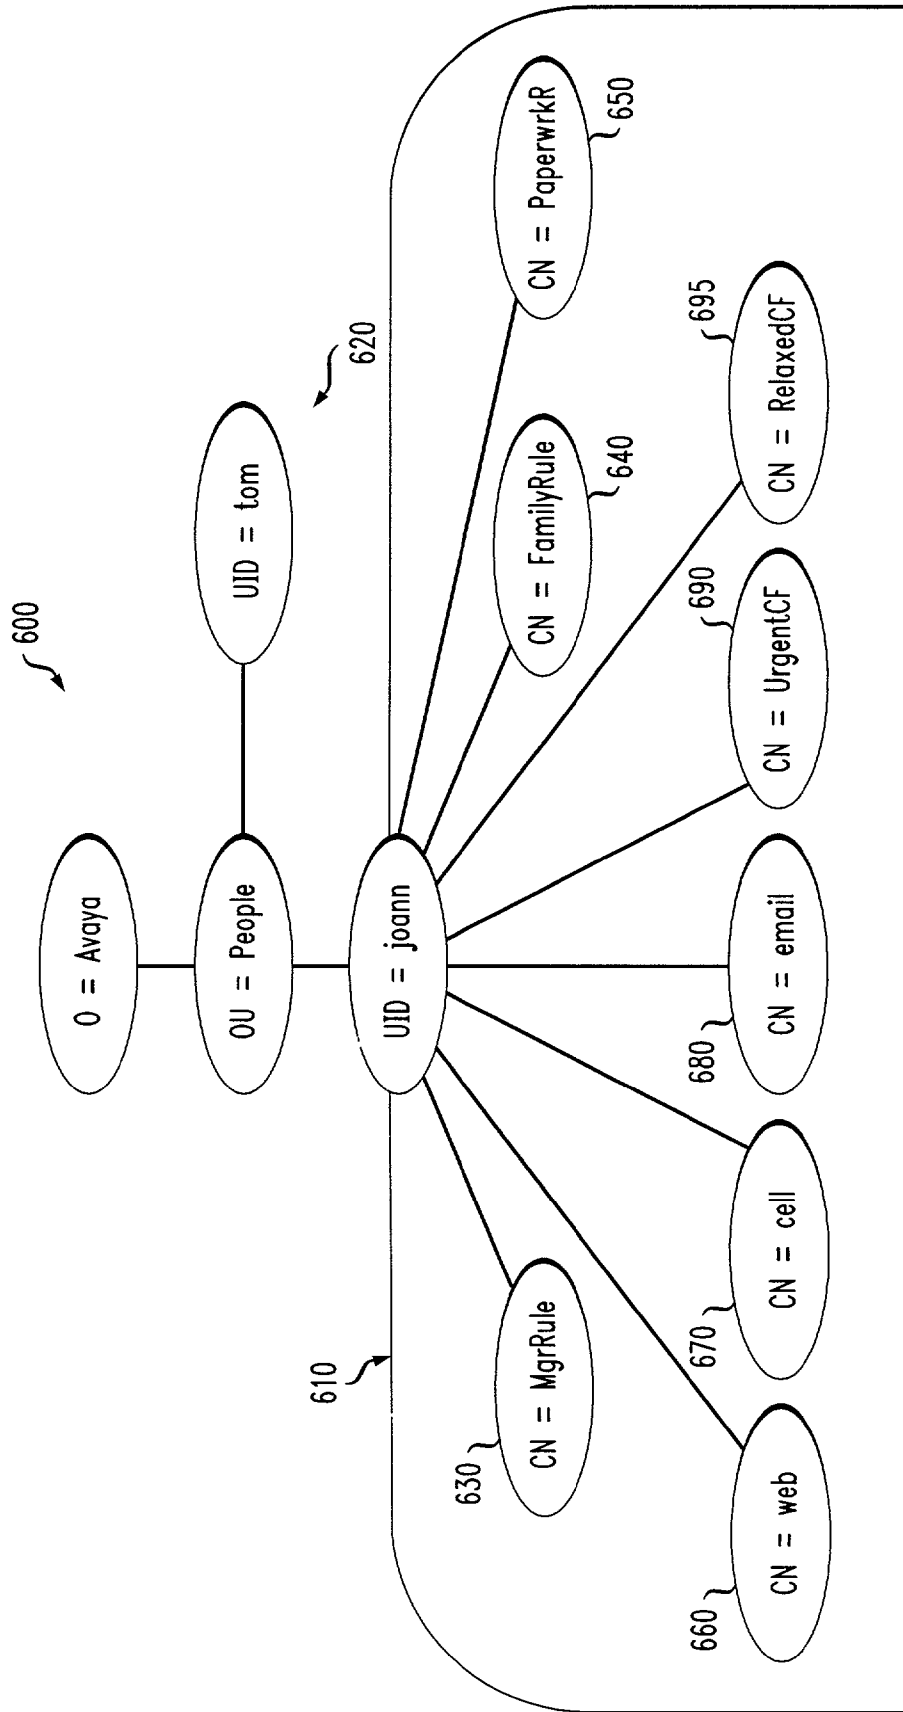 600
O = Avaya
OU = People
UID = tom
620
610
UID = joann
630
CN = MgrRule
CN = FamilyRule
640
CN = PaperwrkR
650
660
CN = web
670
CN = cell
680
CN = email
690
CN = UrgentCF
695
CN = RelaxedCF